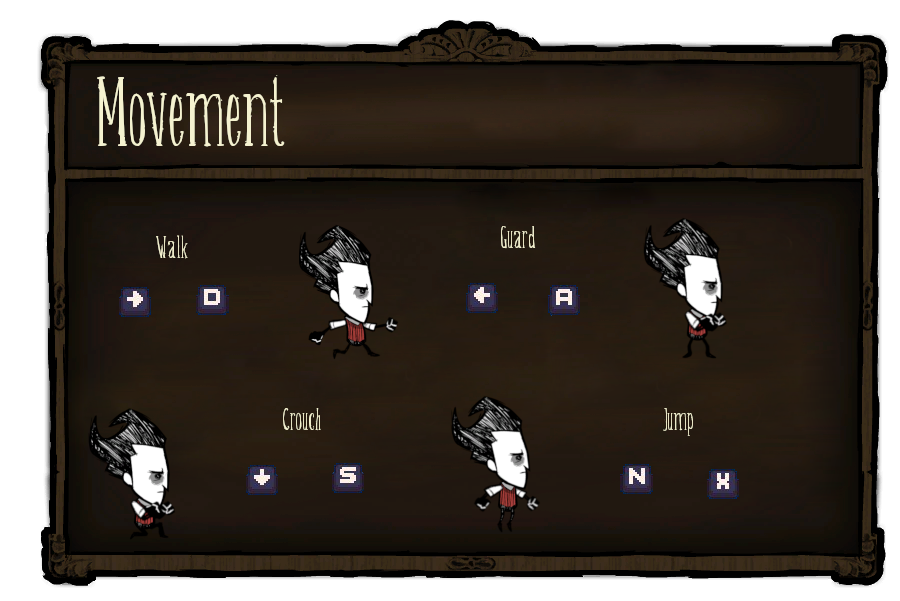 Movement
Walk
→ D
Guard
← A
Crouch
↓ S
Jump
N X